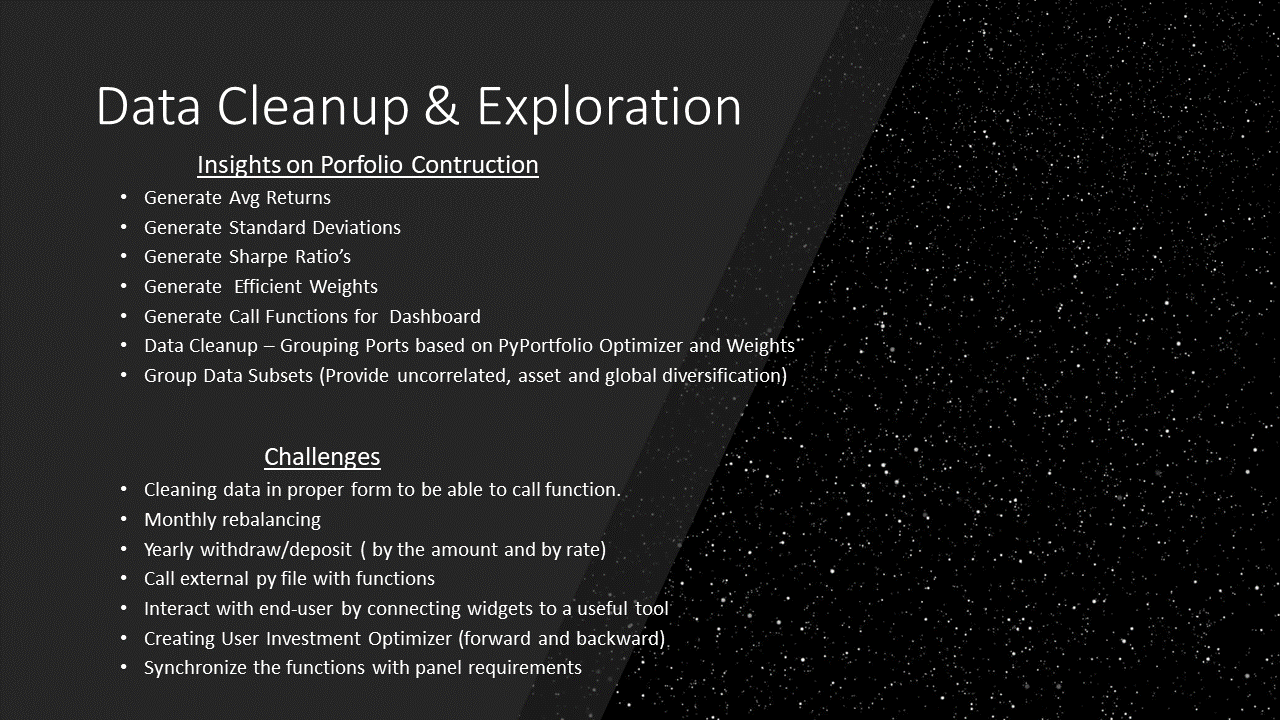 Data Cleanup & Exploration
Insights on Porfolio Contruction
• Generate Avg Returns
• Generate Standard Deviations
• Generate Sharpe Ratio’s
• Generate  Efficient Weights
• Generate Call Functions for  Dashboard
• Data Cleanup – Grouping Ports based on PyPortfolio Optimizer and Weights
• Group Data Subsets (Provide uncorrelated, asset and global diversification)
Challenges
• Cleaning data in proper form to be able to call function.
• Monthly rebalancing
• Yearly withdraw/deposit ( by the amount and by rate)
• Call external py file with functions
• Interact with end-user by connecting widgets to a useful tool
• Creating User Investment Optimizer (forward and backward)
• Synchronize the functions with panel requirements